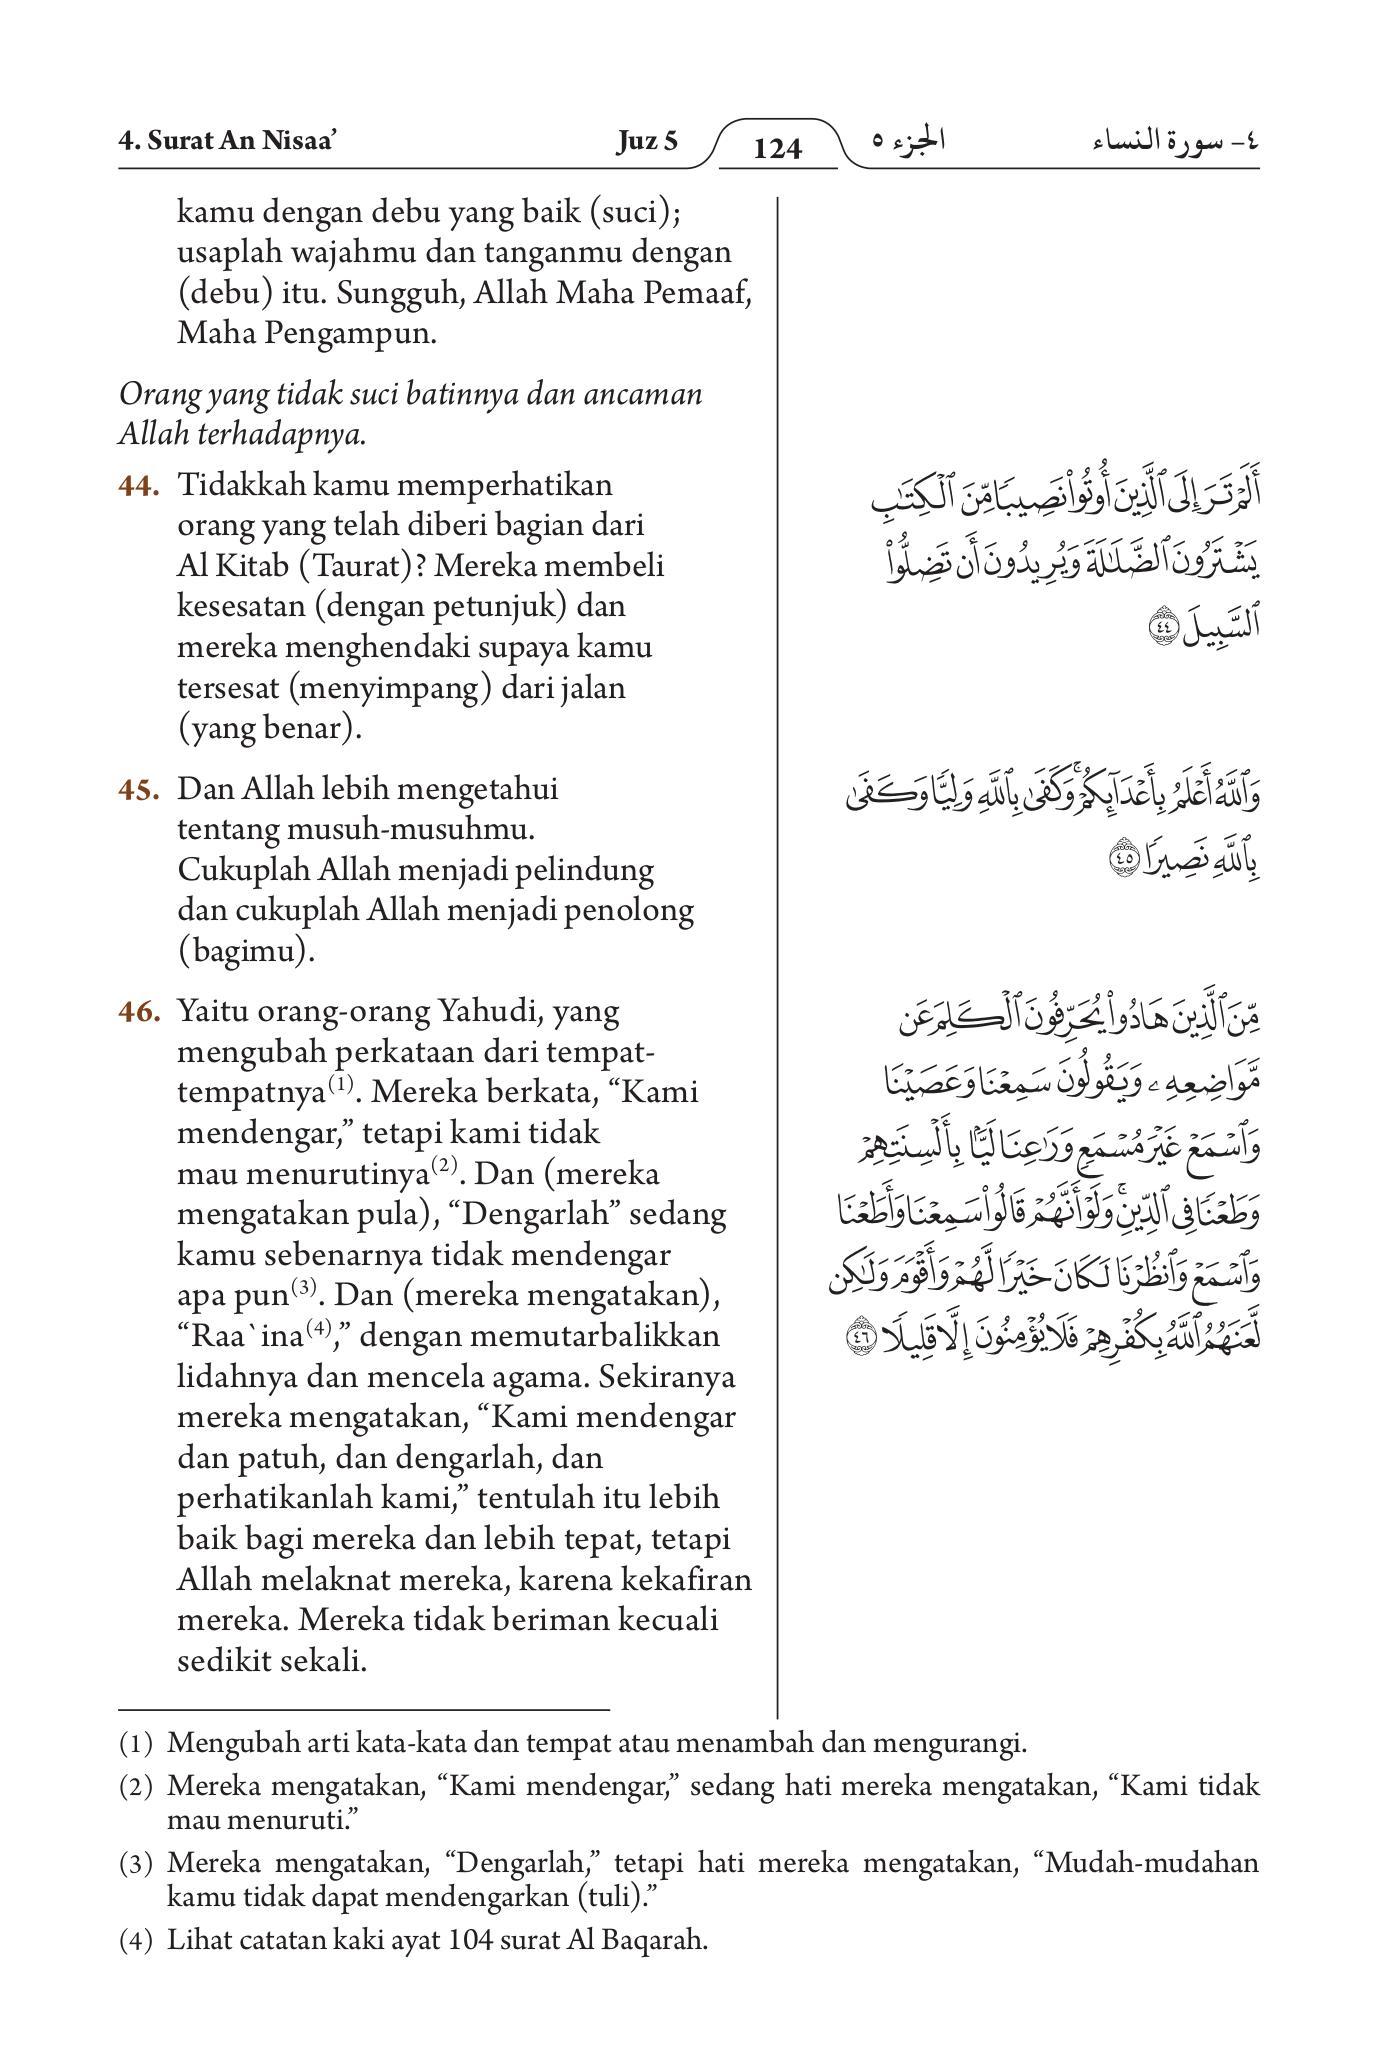 4. Surat An Nisaa’ Juz 5 124 الجزء ٥ ٤- سورة النساء
kamu dengan debu yang baik (suci);
usaplah wajahmu dan tanganmu dengan
(debu) itu. Sungguh, Allah Maha Pemaaf,
Maha Pengampun.
Orang yang tidak suci batinnya dan ancaman
Allah terhadapnya.
44. Tidakkah kamu memperhatikan
orang yang telah diberi bagian dari
Al Kitab (Taurat)? Mereka membeli
kesesatan (dengan petunjuk) dan
mereka menghendaki supaya kamu
tersesat (menyimpang) dari jalan
(yang benar).
أَلَمْ تَرَ إِلَى ٱلَّذِينَ أُوتُوا۟ نَصِيبًا مِّنَ ٱلْكِتَـٰبِ
يَشْتَرُونَ ٱلضَّلَـٰلَةَ وَيُرِيدُونَ أَن تَضِلُّوا۟
ٱلسَّبِيلَ ٤٤
45. Dan Allah lebih mengetahui
tentang musuh-musuhmu.
Cukuplah Allah menjadi pelindung
dan cukuplah Allah menjadi penolong
(bagimu).
وَٱللَّهُ أَعْلَمُ بِأَعْدَآئِكُمْ ۚ وَكَفَىٰ بِٱللَّهِ وَلِيًّا وَكَفَىٰ
بِٱللَّهِ نَصِيرًا ٤٥
46. Yaitu orang-orang Yahudi, yang
mengubah perkataan dari tempat-
tempatnya(1). Mereka berkata, “Kami
mendengar,” tetapi kami tidak
mau menurutinya(2). Dan (mereka
mengatakan pula), “Dengarlah” sedang
kamu sebenarnya tidak mendengar
apa pun(3). Dan (mereka mengatakan),
“Raa`ina(4),” dengan memutarbalikkan
lidahnya dan mencela agama. Sekiranya
mereka mengatakan, “Kami mendengar
dan patuh, dan dengarlah, dan
perhatikanlah kami,” tentulah itu lebih
baik bagi mereka dan lebih tepat, tetapi
Allah melaknat mereka, karena kekafiran
mereka. Mereka tidak beriman kecuali
sedikit sekali.
مِّنَ ٱلَّذِينَ هَادُوا۟ يُحَرِّفُونَ ٱلْكَلِمَ عَن
مَّوَاضِعِهِۦ وَيَقُولُونَ سَمِعْنَا وَعَصَيْنَا
وَٱسْمَعْ غَيْرَ مُسْمَعٍ وَرَٰعِنَا لَيًّۢا بِأَلْسِنَتِهِمْ
وَطَعْنًا فِى ٱلدِّينِ ۚ وَلَوْ أَنَّهُمْ قَالُوا۟ سَمِعْنَا وَأَطَعْنَا
وَٱسْمَعْ وَٱنظُرْنَا لَكَانَ خَيْرًا لَّهُمْ وَأَقْوَمَ وَلَـٰكِن
لَّعَنَهُمُ ٱللَّهُ بِكُفْرِهِمْ فَلَا يُؤْمِنُونَ إِلَّا قَلِيلًا ٤٦
(1) Mengubah arti kata-kata dan tempat atau menambah dan mengurangi.
(2) Mereka mengatakan, “Kami mendengar,” sedang hati mereka mengatakan, “Kami tidak
mau menuruti.”
(3) Mereka mengatakan, “Dengarlah,” tetapi hati mereka mengatakan, “Mudah-mudahan
kamu tidak dapat mendengarkan (tuli).”
(4) Lihat catatan kaki ayat 104 surat Al Baqarah.